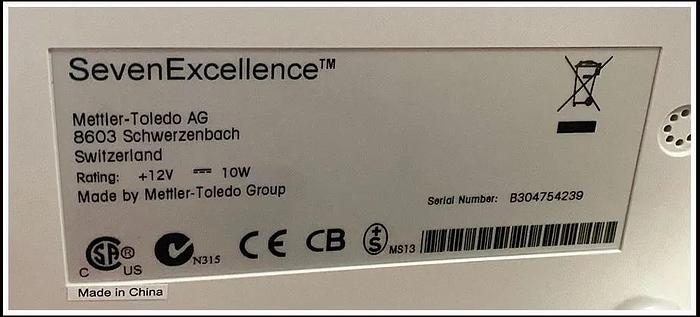 SevenExcellence™
Mettler-Toledo AG
8603 Schwerzenbach
Switzerland
Rating: +12V ⎓ 10W
Made by Mettler-Toledo Group
Serial Number: B304754239
C SA ® US
N315
CE
CB
+S
MS13
Made in China